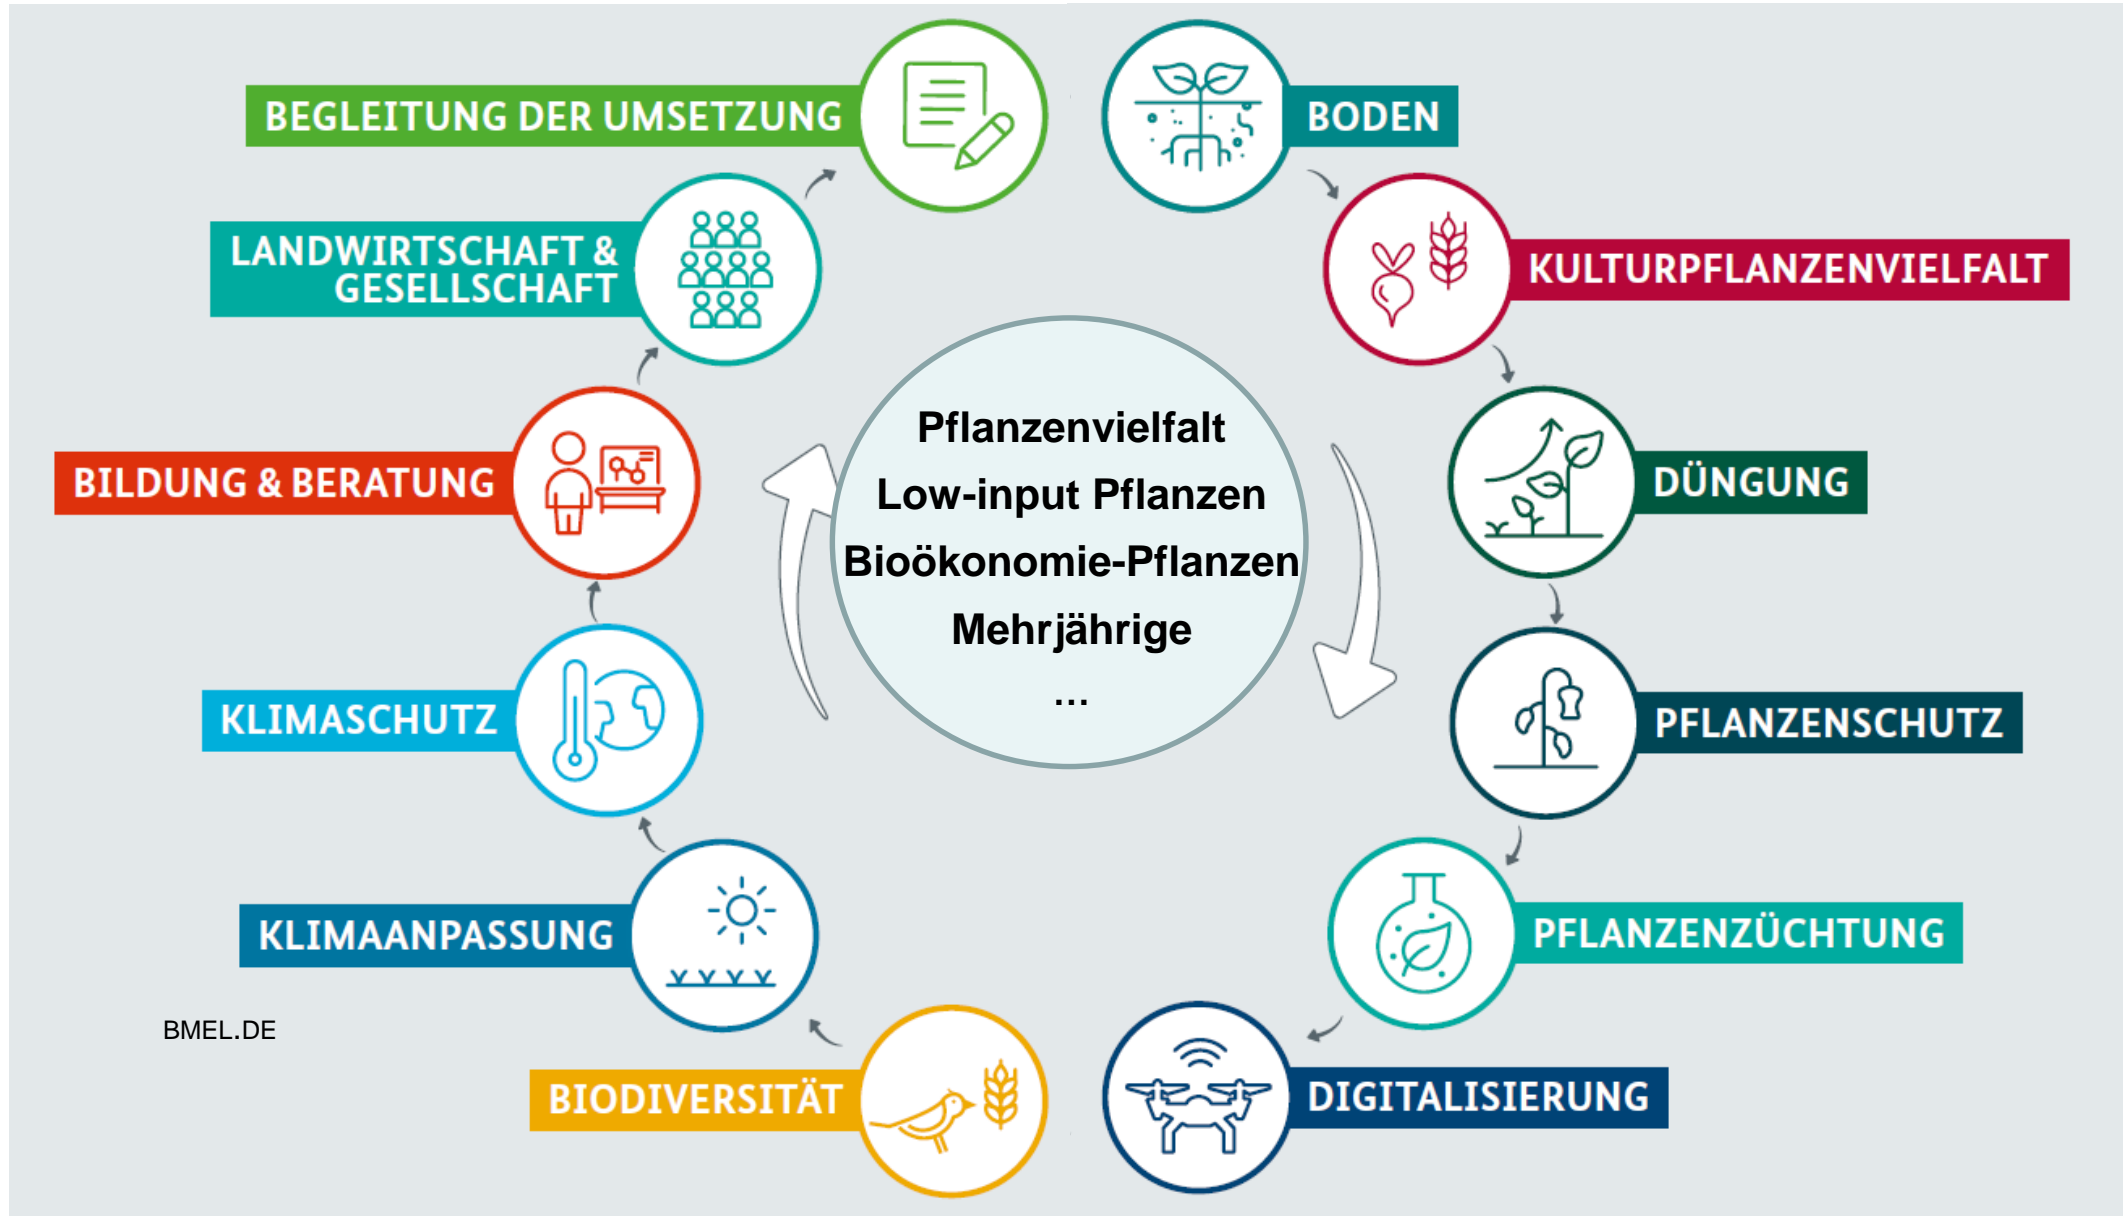 BEGLEITUNG DER UMSETZUNG
BODEN
LANDWIRTSCHAFT &
GESELLSCHAFT
KULTURPFLANZENVIELFALT
Pflanzenvielfalt
Low-input Pflanzen
Bioökonomie-Pflanzen
Mehrjährige
...
BILDUNG & BERATUNG
DÜNGUNG
KLIMASCHUTZ
PFLANZENSCHUTZ
KLIMAANPASSUNG
PFLANZENZÜCHTUNG
BMEL.DE
BIODIVERSITÄT
DIGITALISIERUNG